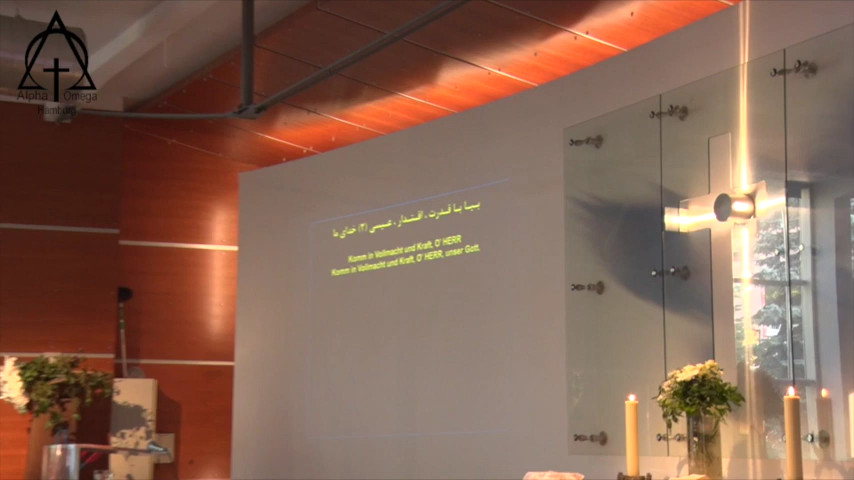 Alpha Omega
Hamburg
بیا با قدرت ، اقتدار ، عیسی (۲) خدای ما
Komm in Vollmacht und Kraft, O' HERR
Komm in Vollmacht und Kraft, O' HERR, unser Gott.